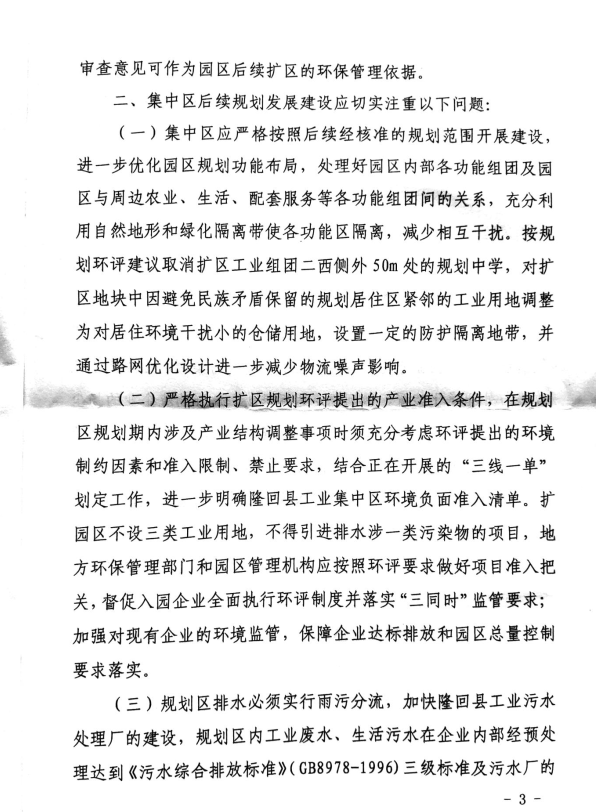 审查意见可作为园区后续扩区的环保管理依据。
二、集中区后续规划发展建设应切实注重以下问题：
（一）集中区应严格按照后续经核准的规划范围开展建设，
进一步优化园区规划功能布局，处理好园区内部各功能组团及园
区与周边农业、生活、配套服务等各功能组团间的关系，充分利
用自然地形和绿化隔离带使各功能区隔离，减少相互干扰。按规
划环评建议取消扩区工业组团二西侧外 50m 处的规划中学，对扩
区地块中因避免民族矛盾保留的规划居住区紧邻的工业用地调整
为对居住环境干扰小的仓储用地，设置一定的防护隔离地带，并
通过路网优化设计进一步减少物流噪声影响。
（二）严格执行扩区规划环评提出的产业准入条件，在规划
区规划期内涉及产业结构调整事项时须充分考虑环评提出的环境
制约因素和准入限制、禁止要求，结合正在开展的“三线一单”
划定工作，进一步明确隆回县工业集中区环境负面准入清单。扩
园区不设三类工业用地，不得引进排水涉一类污染物的项目，地
方环保管理部门和园区管理机构应按照环评要求做好项目准入把
关，督促入园企业全面执行环评制度并落实“三同时”监管要求；
加强对现有企业的环境监管，保障企业达标排放和园区总量控制
要求落实。
（三）规划区排水必须实行雨污分流，加快隆回县工业污水
处理厂的建设，规划区内工业废水、生活污水在企业内部经预处
理达到《污水综合排放标准》（GB8978-1996）三级标准及污水厂的
- 3 -